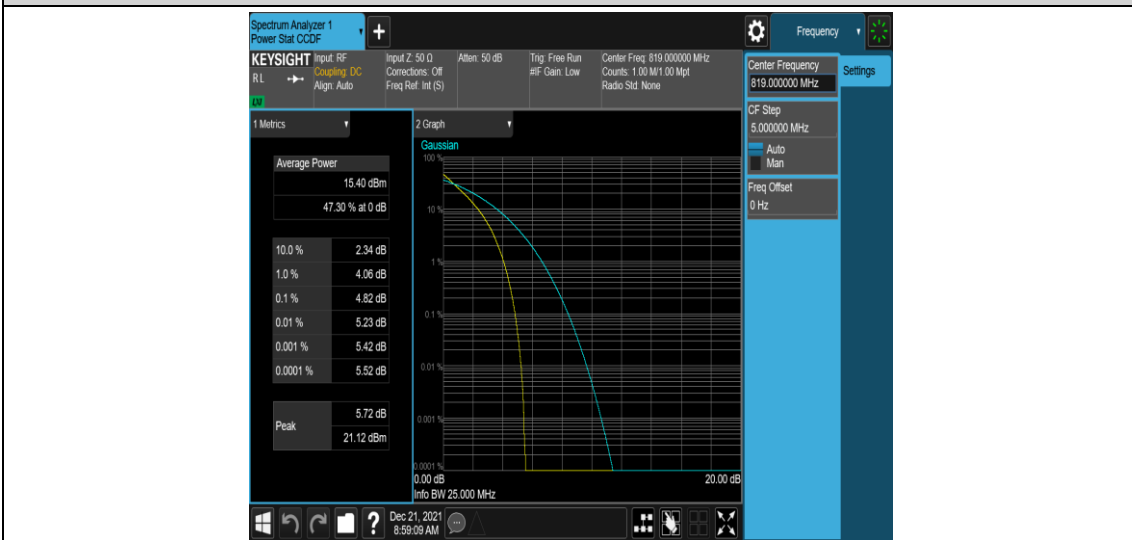 Spectrum Analyzer 1
Power Stat CCDF
+
Frequency
KEYSIGHT
RL
LXI
Input: RF
Coupling: DC
Align: Auto
Input Z: 50 Ω
Corrections: Off
Freq Ref: Int (S)
Atten: 50 dB
Trig: Free Run
#IF Gain: Low
Center Freq: 819.000000 MHz
Counts: 1.00 M/1.00 Mpt
Radio Std: None
Center Frequency
819.000000 MHz
Settings
CF Step
5.000000 MHz
Auto
Man
Freq Offset
0 Hz
1 Metrics
Average Power
15.40 dBm
47.30 % at 0 dB
10.0 % 2.34 dB
1.0 % 4.06 dB
0.1 % 4.82 dB
0.01 % 5.23 dB
0.001 % 5.42 dB
0.0001 % 5.52 dB
Peak
5.72 dB
21.12 dBm
2 Graph
Gaussian
100 %
10 %
1 %
0.1 %
0.01 %
0.001 %
0.0001 %
0.00 dB 20.00 dB
Info BW 25.000 MHz
?
Dec 21, 2021
8:59:09 AM